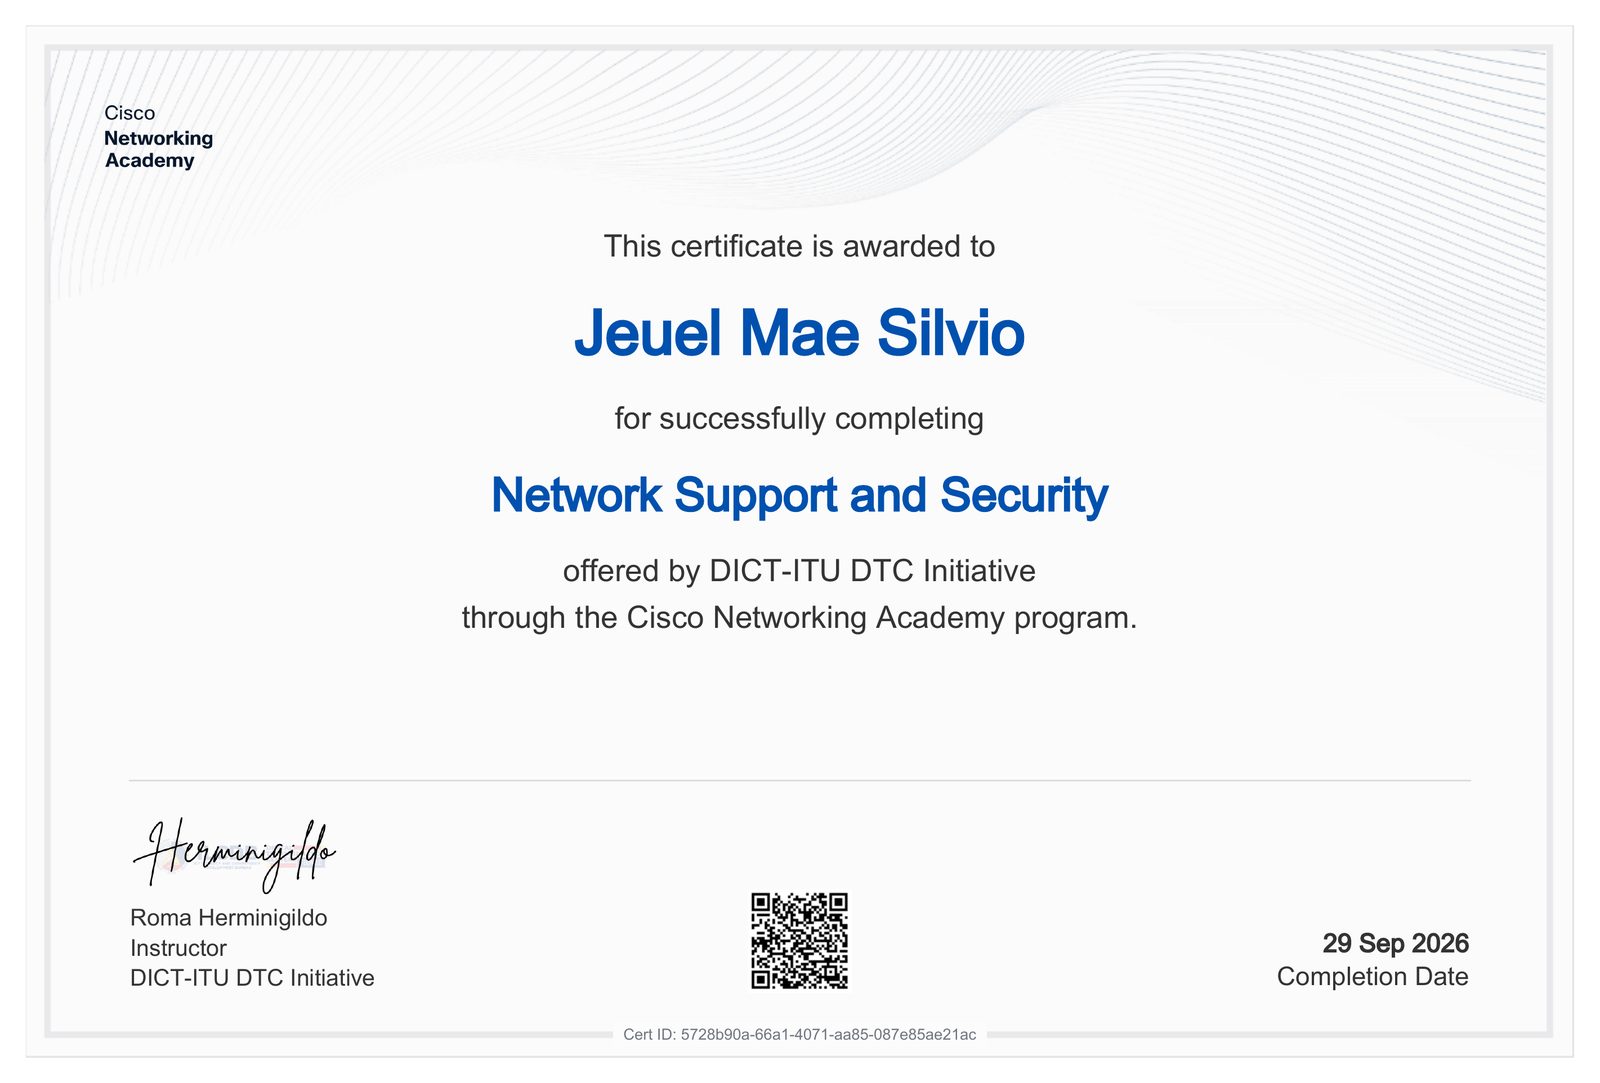 Cisco
Networking
Academy
This certificate is awarded to
Jeuel Mae Silvio
for successfully completing
Network Support and Security
offered by DICT-ITU DTC Initiative
through the Cisco Networking Academy program.
Herminigildo
Roma Herminigildo
Instructor
DICT-ITU DTC Initiative
29 Sep 2026
Completion Date
Cert ID: 5728b90a-66a1-4071-aa85-087e85ae21ac